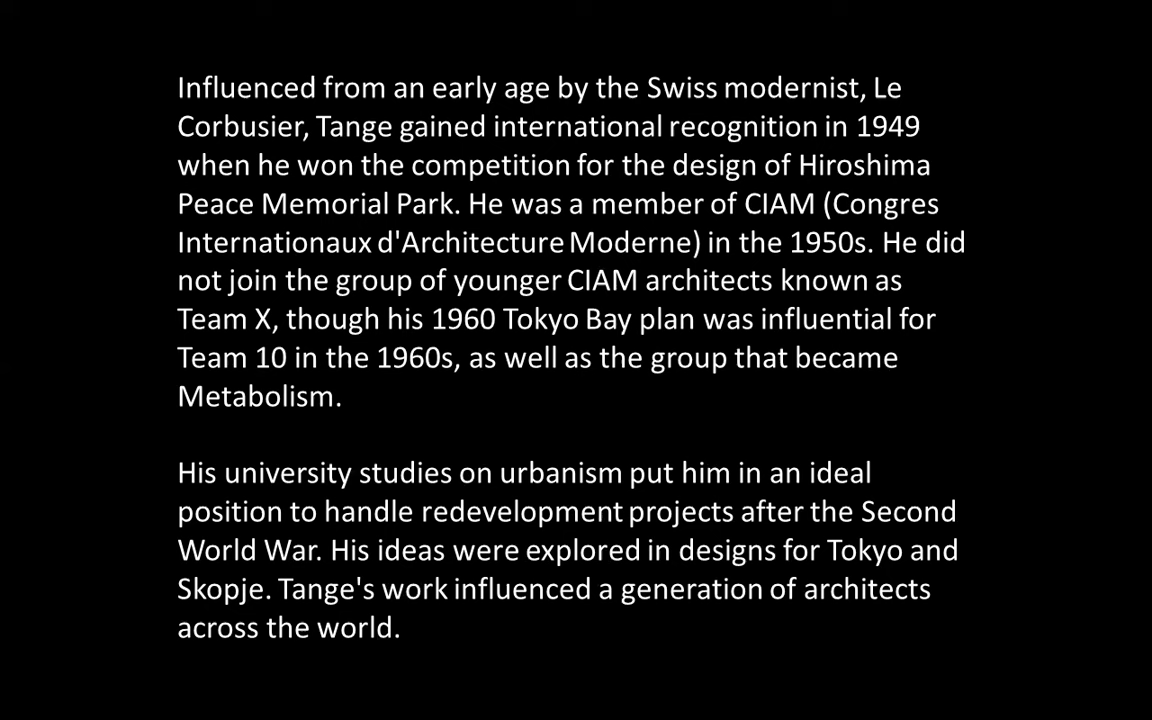 Influenced from an early age by the Swiss modernist, Le
Corbusier, Tange gained international recognition in 1949
when he won the competition for the design of Hiroshima
Peace Memorial Park. He was a member of CIAM (Congres
Internationaux d'Architecture Moderne) in the 1950s. He did
not join the group of younger CIAM architects known as
Team X, though his 1960 Tokyo Bay plan was influential for
Team 10 in the 1960s, as well as the group that became
Metabolism.
His university studies on urbanism put him in an ideal
position to handle redevelopment projects after the Second
World War. His ideas were explored in designs for Tokyo and
Skopje. Tange's work influenced a generation of architects
across the world.